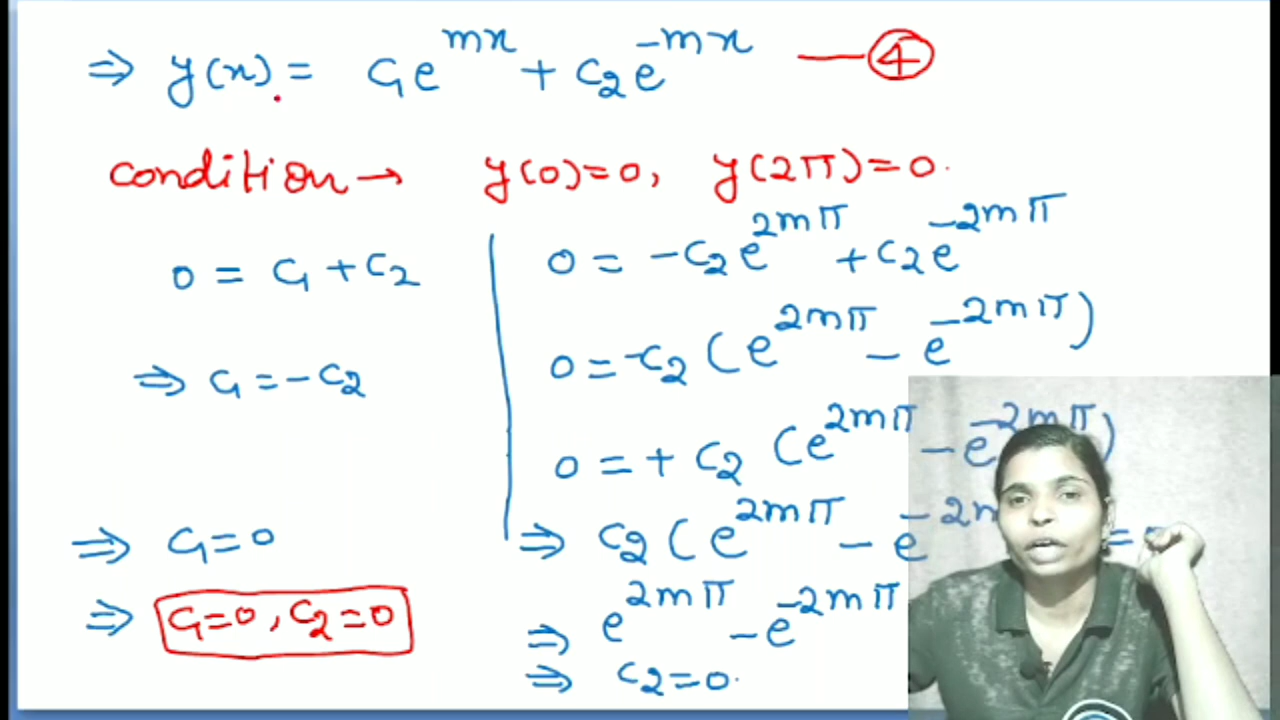 ⇒ y(x) = C₁e^{mx} + C₂e^{-mx} —④
condition → y(0)=0, y(2π)=0.
0 = C₁ + C₂
⇒ C₁ = -C₂
⇒ C₁=0
⇒ C₁=0, C₂=0
0 = -C₂e^{2mπ} + C₂e^{-2mπ}
0 = -C₂ (e^{2mπ} - e^{-2mπ})
0 = + C₂ (e^{2mπ} - e^{-2mπ})
⇒ C₂ (e^{2mπ} - e^{-2m =
⇒ e^{2mπ} - e^{-2mπ}
⇒ C₂=0.